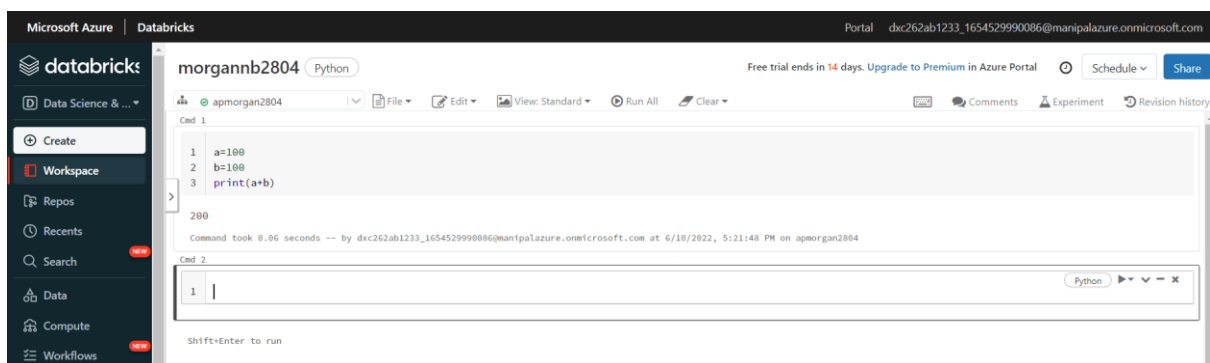 Microsoft Azure | Databricks Portal dxc262ab1233_1654529990086@manipalazure.onmicrosoft.com
databricks
morgannb2804 Python Free trial ends in 14 days. Upgrade to Premium in Azure Portal Schedule Share
D Data Science & ... apmorgan2804 File Edit View: Standard Run All Clear Comments Experiment Revision history
Cmd 1
Create
1 a=100
2 b=100
3 print(a+b)
Workspace
Repos
200
Recents
Command took 0.06 seconds -- by dxc262ab1233_1654529990086@manipalazure.onmicrosoft.com at 6/10/2022, 5:21:48 PM on apmorgan2804
NEW
Search
Cmd 2
1
Python
Data
Compute
NEW
Shift+Enter to run
Workflows